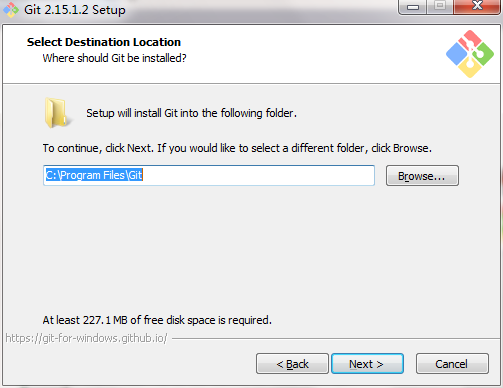 Git 2.15.1.2 Setup
Select Destination Location
Where should Git be installed?
Setup will install Git into the following folder.
To continue, click Next. If you would like to select a different folder, click Browse.
C:\Program Files\Git
Browse...
At least 227.1 MB of free disk space is required.
https://git-for-windows.github.io/
< Back
Next >
Cancel